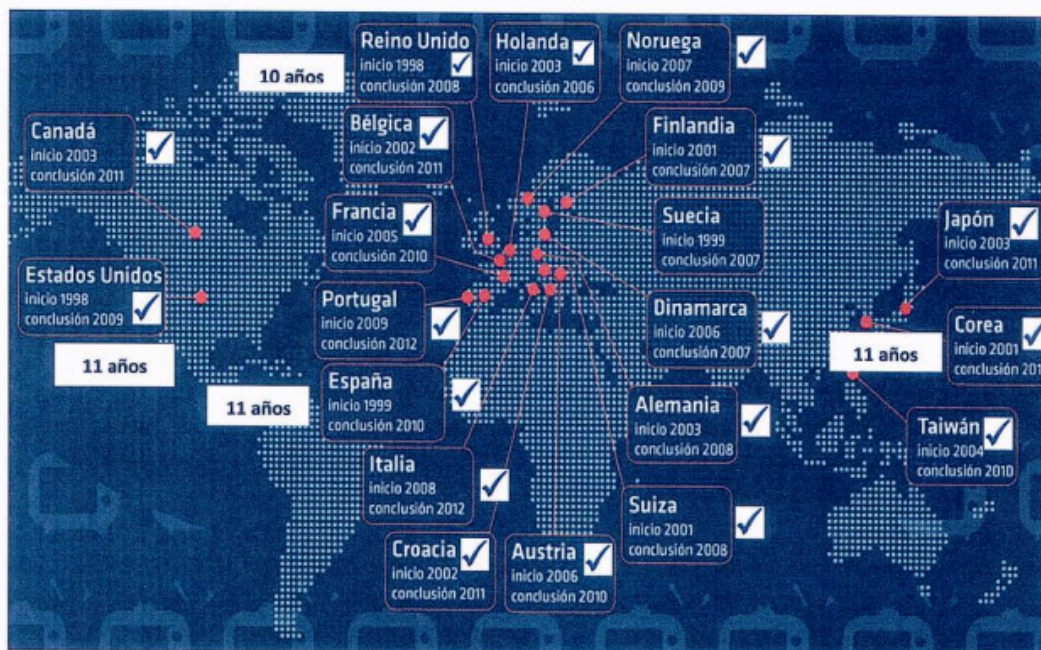 Reino Unido
inicio 1998
conclusión 2008
Holanda
inicio 2003
conclusión 2006
Noruega
inicio 2007
conclusión 2009
10 años
Canadá
inicio 2003
conclusión 2011
Bélgica
inicio 2002
conclusión 2011
Finlandia
inicio 2001
conclusión 2007
Francia
inicio 2005
conclusión 2010
Suecia
inicio 1999
conclusión 2007
Japón
inicio 2003
conclusión 2011
Estados Unidos
inicio 1998
conclusión 2009
11 años
Portugal
inicio 2009
conclusión 2012
Dinamarca
inicio 2006
conclusión 2007
11 años
Corea
inicio 2001
conclusión 201
11 años
España
inicio 1999
conclusión 2010
Alemania
inicio 2003
conclusión 2008
Taiwán
inicio 2004
conclusión 2010
Italia
inicio 2008
conclusión 2012
Suiza
inicio 2001
conclusión 2008
Croacia
inicio 2002
conclusión 2011
Austria
inicio 2006
conclusión 2010